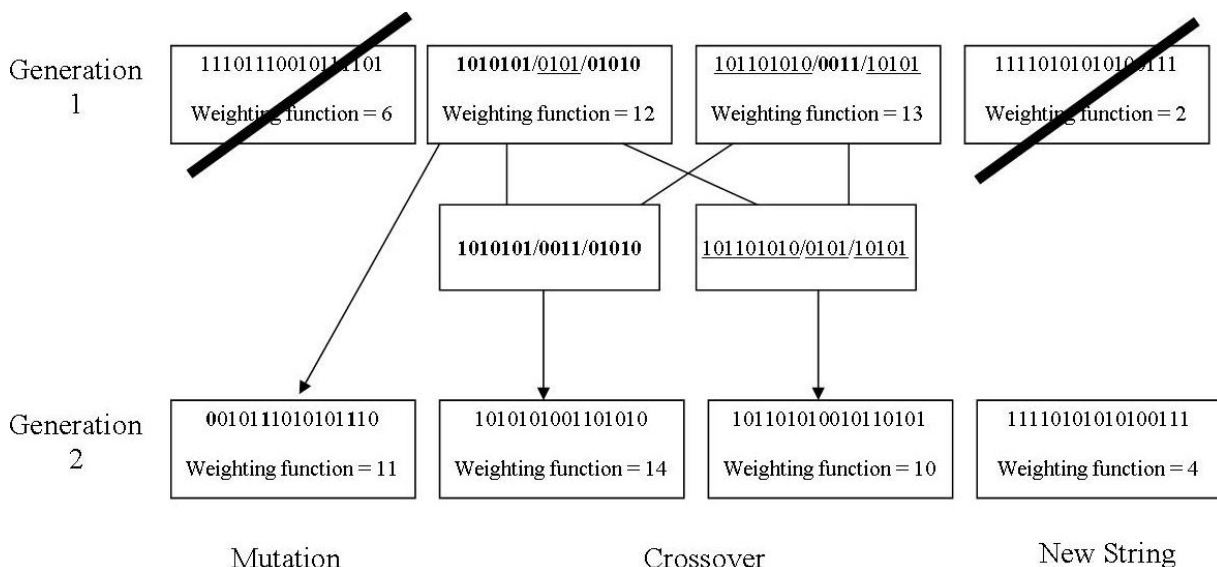 Generation
1
11101110010111101
Weighting function = 6
1010101/0101/01010
Weighting function = 12
101101010/0011/10101
Weighting function = 13
11110101010100111
Weighting function = 2
1010101/0011/01010
101101010/0101/10101
Generation
2
0010111010101110
Weighting function = 11
1010101001101010
Weighting function = 14
101101010010110101
Weighting function = 10
11110101010100111
Weighting function = 4
Mutation
Crossover
New String